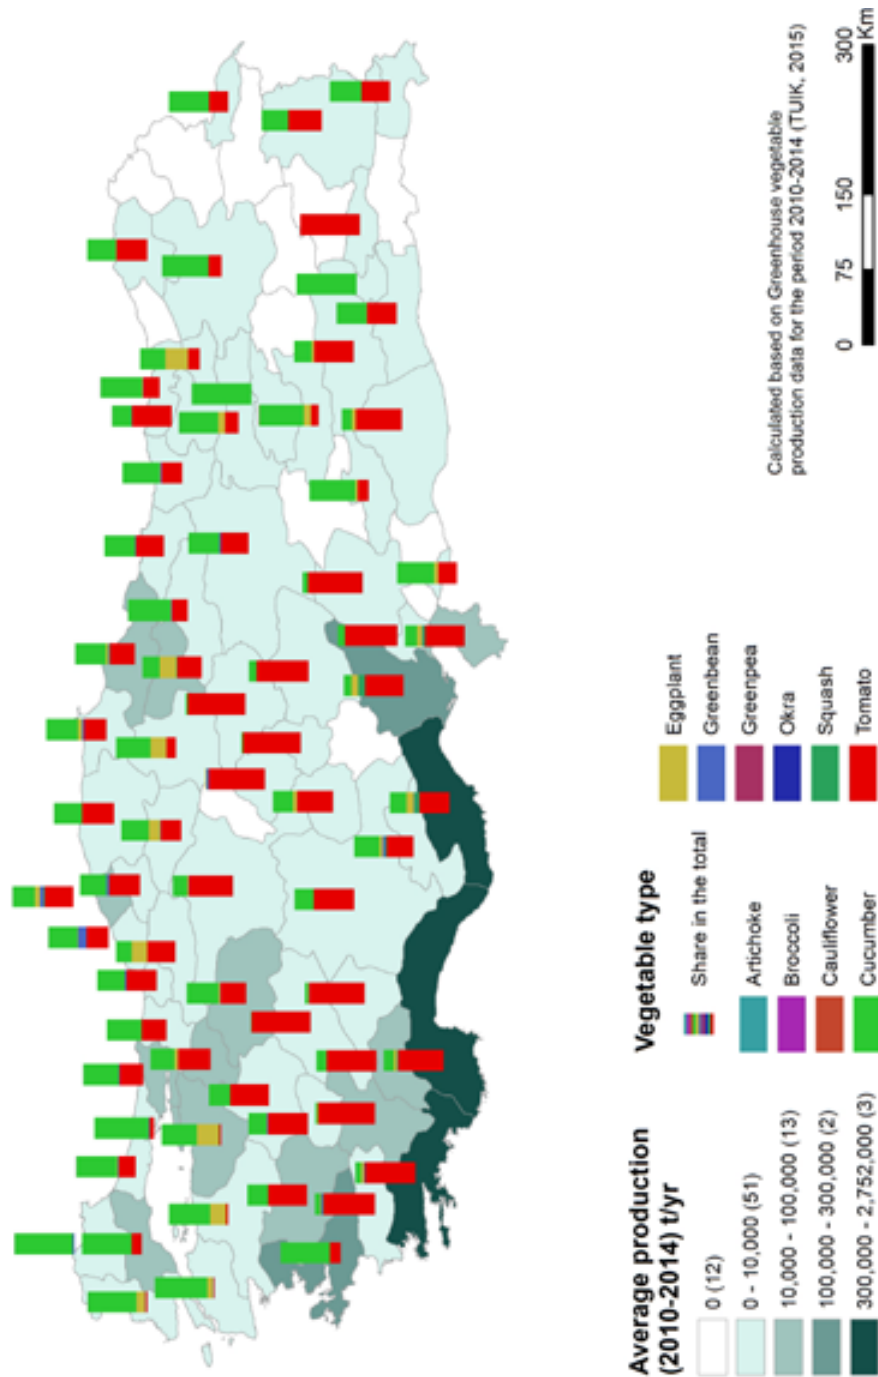 Average production
(2010-2014) t/yr
0 (12)
0 - 10,000 (51)
10,000 - 100,000 (13)
100,000 - 300,000 (2)
300,000 - 2,752,000 (3)
Vegetable type
Share in the total
Artichoke
Broccoli
Cauliflower
Cucumber
Eggplant
Greenbean
Greenpea
Okra
Squash
Tomato
Calculated based on Greenhouse vegetable
production data for the period 2010-2014 (TUIK, 2015)
0 75 150 300
Km